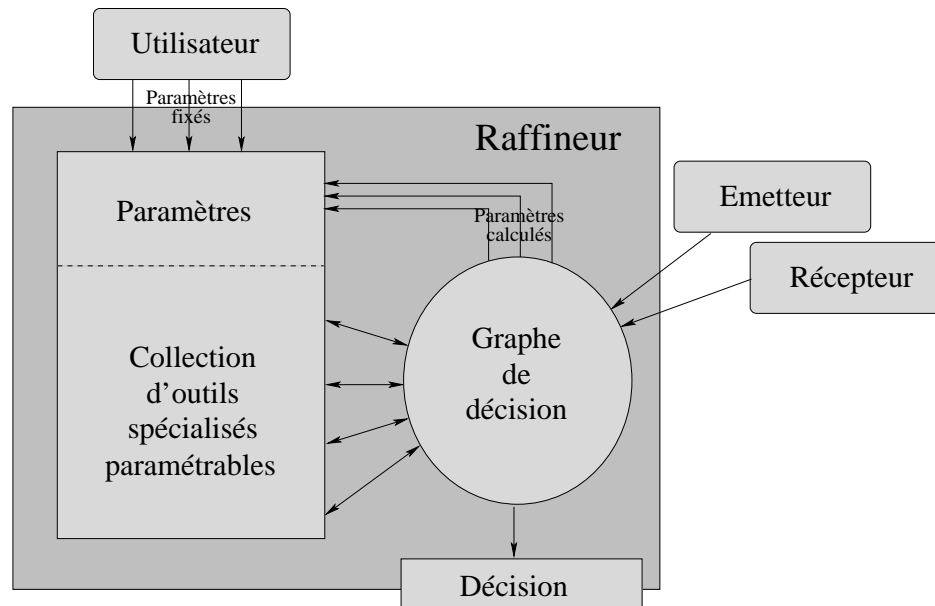 Utilisateur
Paramètres
fixés
Raffineur
Paramètres
Paramètres
calculés
Emetteur
Récepteur
Graphe
de
décision
Collection
d'outils
spécialisés
paramétrables
Décision